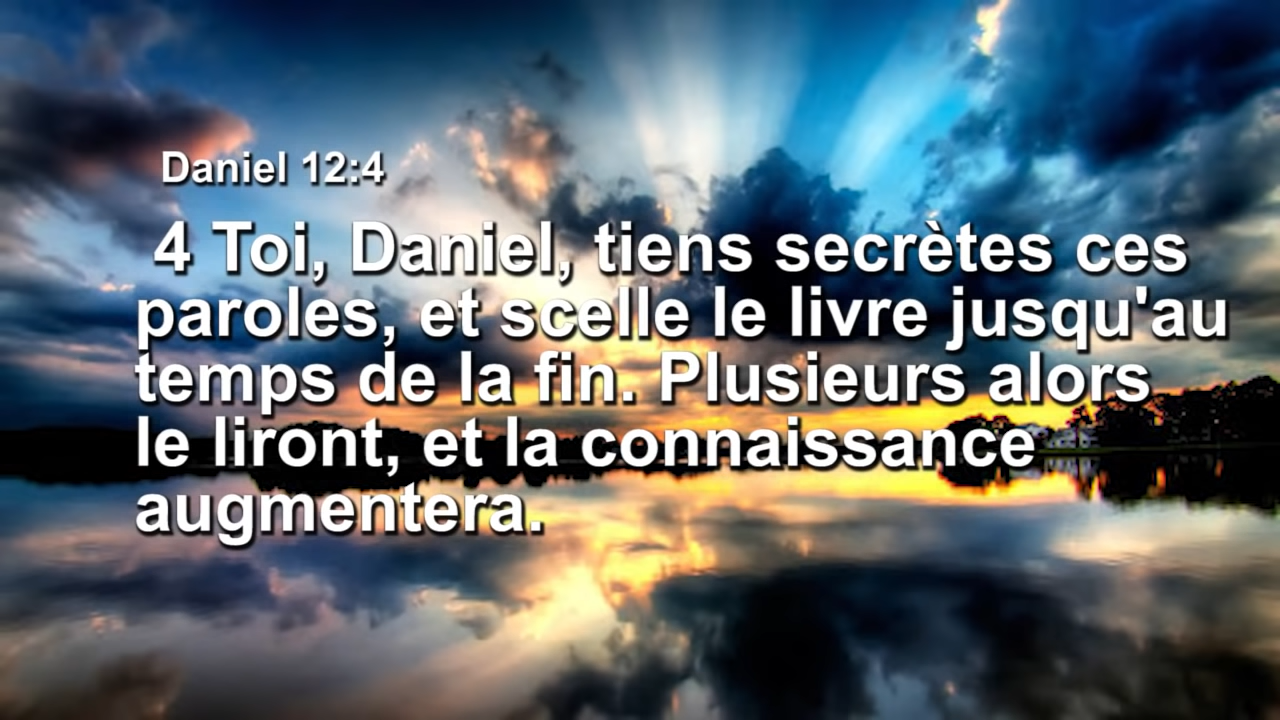 Daniel 12:4
4 Toi, Daniel, tiens secrètes ces
paroles, et scelle le livre jusqu'au
temps de la fin. Plusieurs alors
le liront, et la connaissance
augmentera.